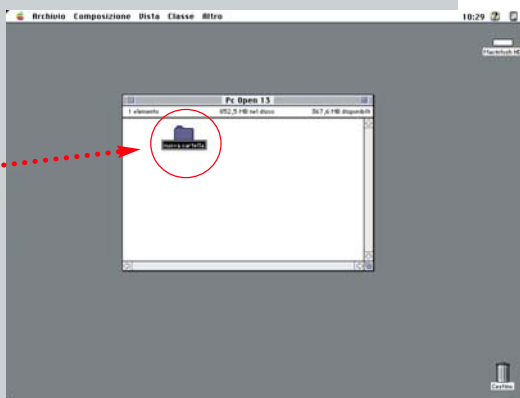 Archivio Composizione Vista Classe Altro 10:29
Macintosh HD
Pc Open 13
1 elemento 852,5 MB nel disco 367,6 MB disponibili
nuova cartella
Cestino